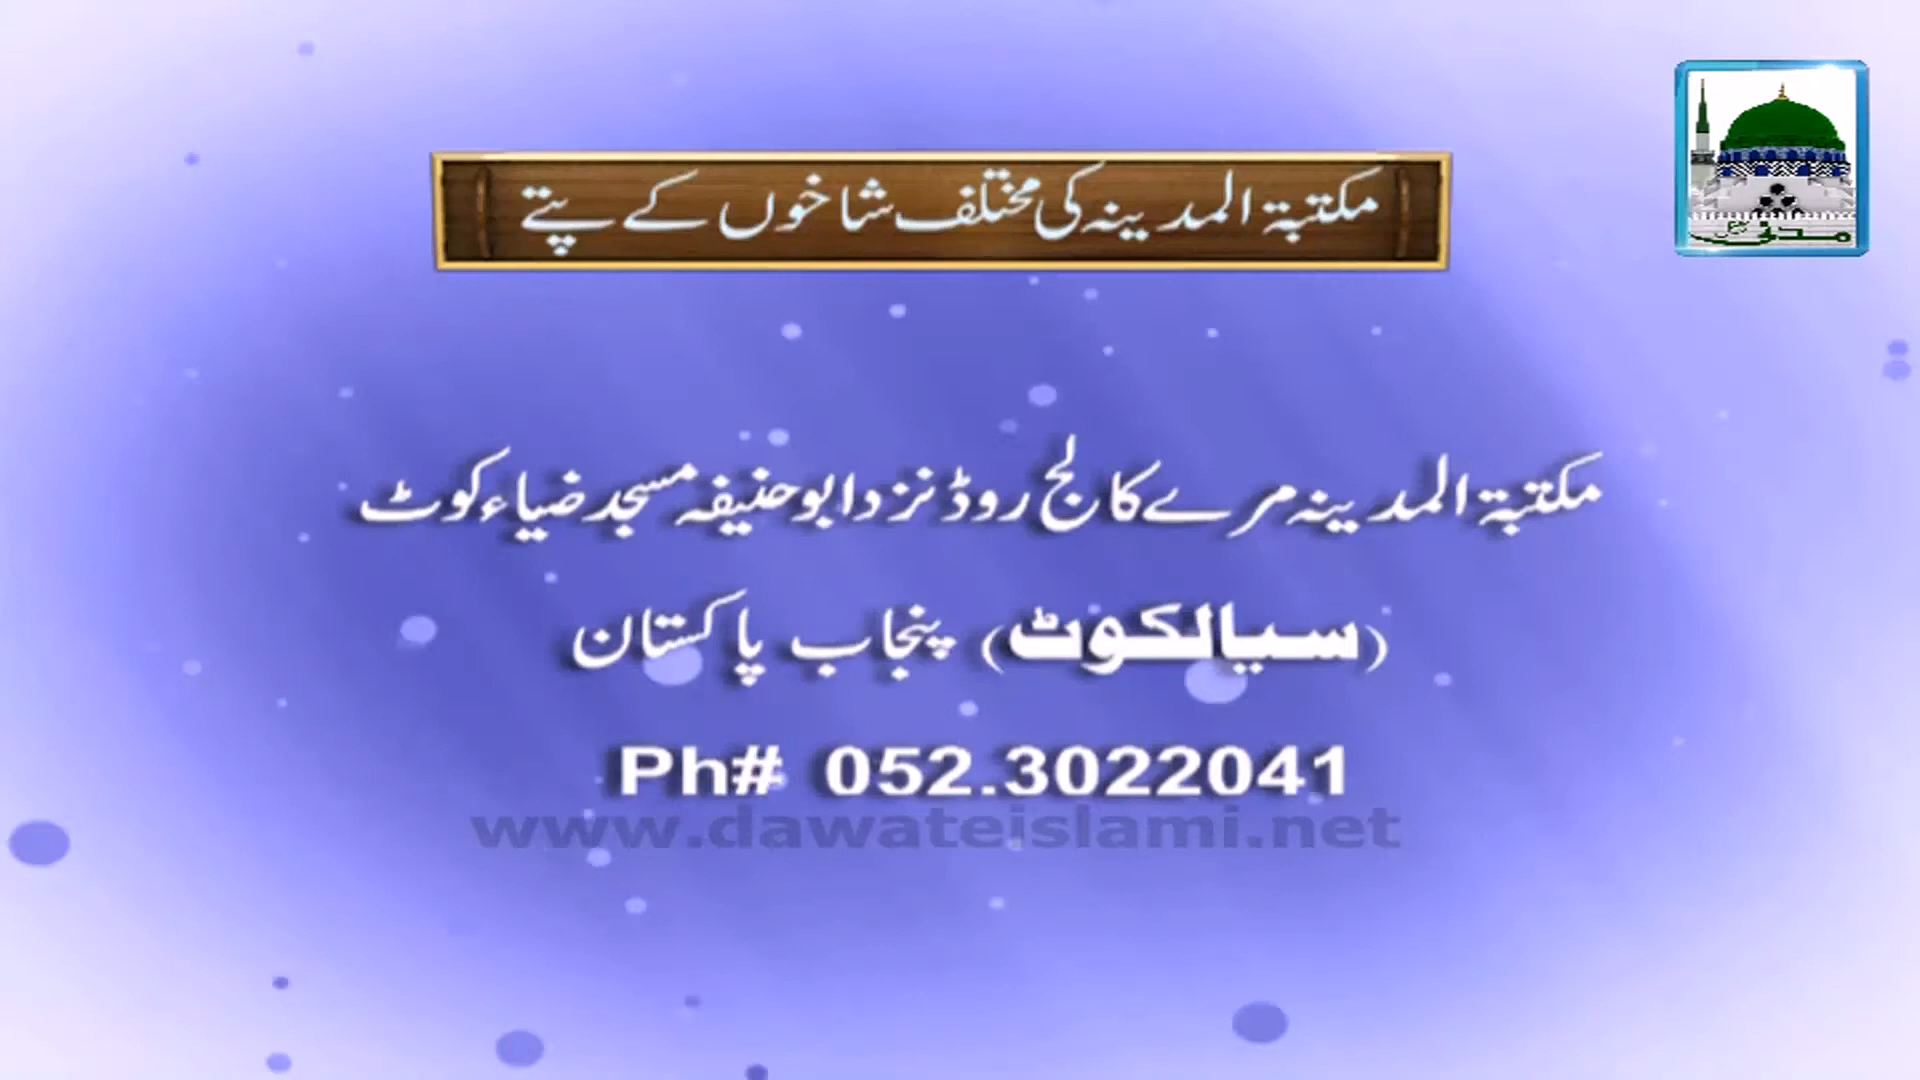 مکتبۃ المدینہ کی مختلف شاخوں کے پتے
مدنی
مکتبۃ المدینہ مرے کالج روڈ نزد ابو حنیفہ مسجد ضیاء کوٹ
(سیالکوٹ) پنجاب پاکستان
Ph# 052.3022041
www.dawateislami.net